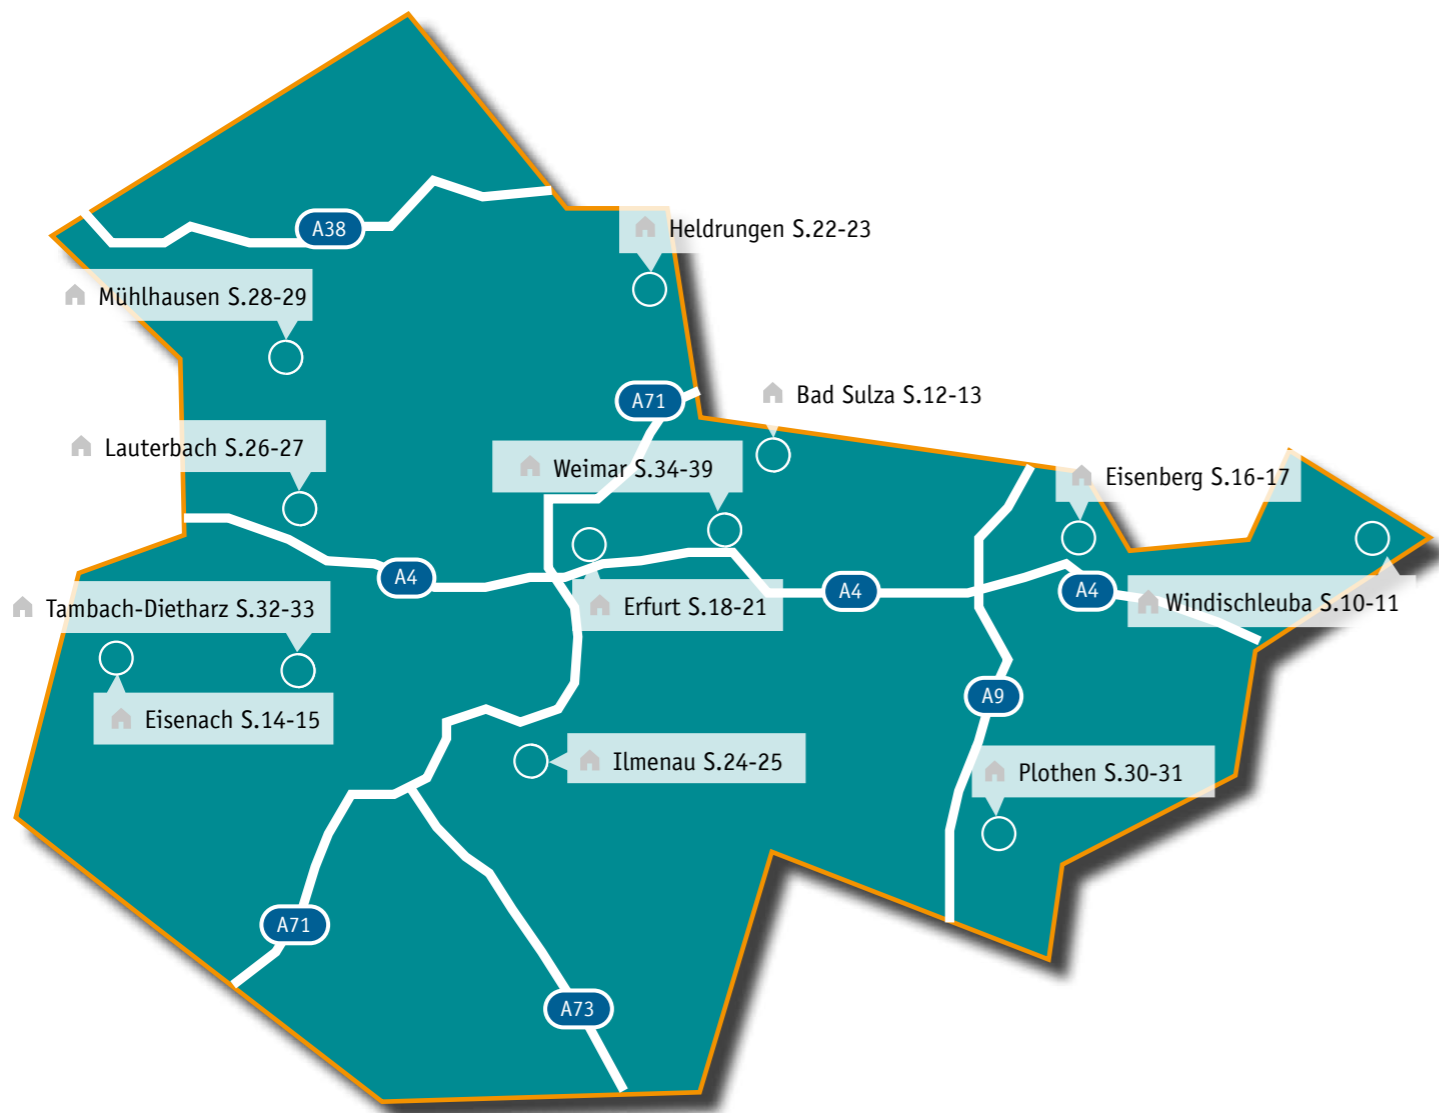 A38
Heldrungen S.22-23
Mühlhausen S.28-29
A71
Bad Sulza S.12-13
Lauterbach S.26-27
Weimar S.34-39
Eisenberg S.16-17
A4
A4
A4
Tambach-Dietharz S.32-33
Erfurt S.18-21
Windischleuba S.10-11
A9
Eisenach S.14-15
Ilmenau S.24-25
Plothen S.30-31
A71
A73